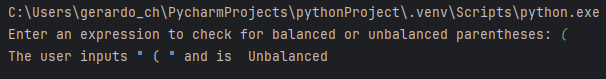 C:\Users\gerardo_ch\PycharmProjects\pythonProject\.venv\Scripts\python.exe
Enter an expression to check for balanced or unbalanced parentheses: (
The user inputs " ( " and is  Unbalanced